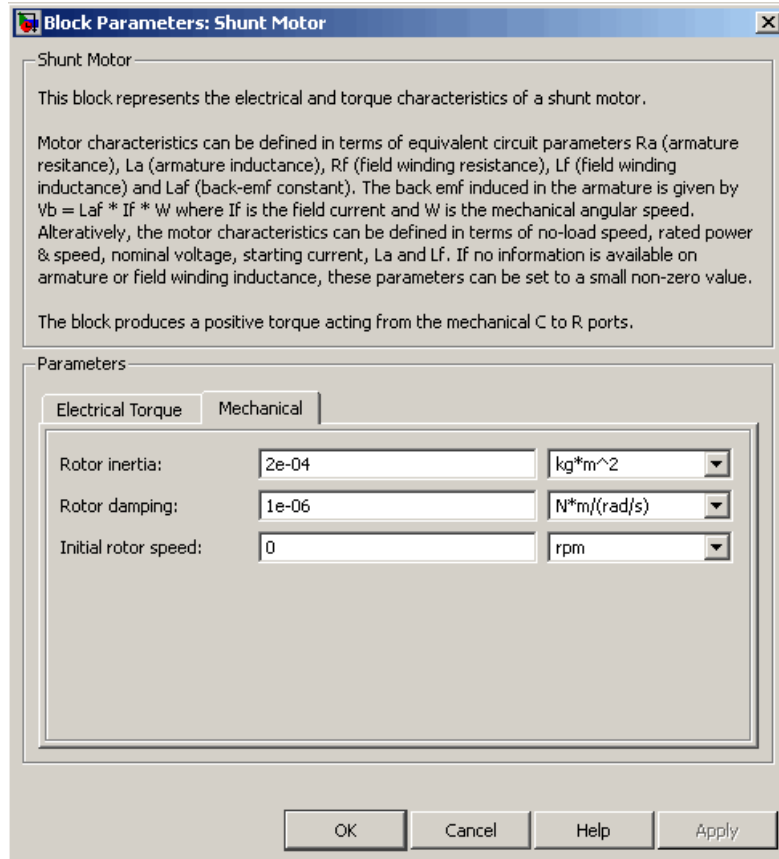 Block Parameters: Shunt Motor
Shunt Motor
This block represents the electrical and torque characteristics of a shunt motor.
Motor characteristics can be defined in terms of equivalent circuit parameters Ra (armature
resitance), La (armature inductance), Rf (field winding resistance), Lf (field winding
inductance) and Laf (back-emf constant). The back emf induced in the armature is given by
Vb = Laf * If * W where If is the field current and W is the mechanical angular speed.
Alteratively, the motor characteristics can be defined in terms of no-load speed, rated power
& speed, nominal voltage, starting current, La and Lf. If no information is available on
armature or field winding inductance, these parameters can be set to a small non-zero value.
The block produces a positive torque acting from the mechanical C to R ports.
Parameters
Electrical Torque Mechanical
Rotor inertia: 2e-04 kg*m^2
Rotor damping: 1e-06 N*m/(rad/s)
Initial rotor speed: 0 rpm
OK Cancel Help Apply